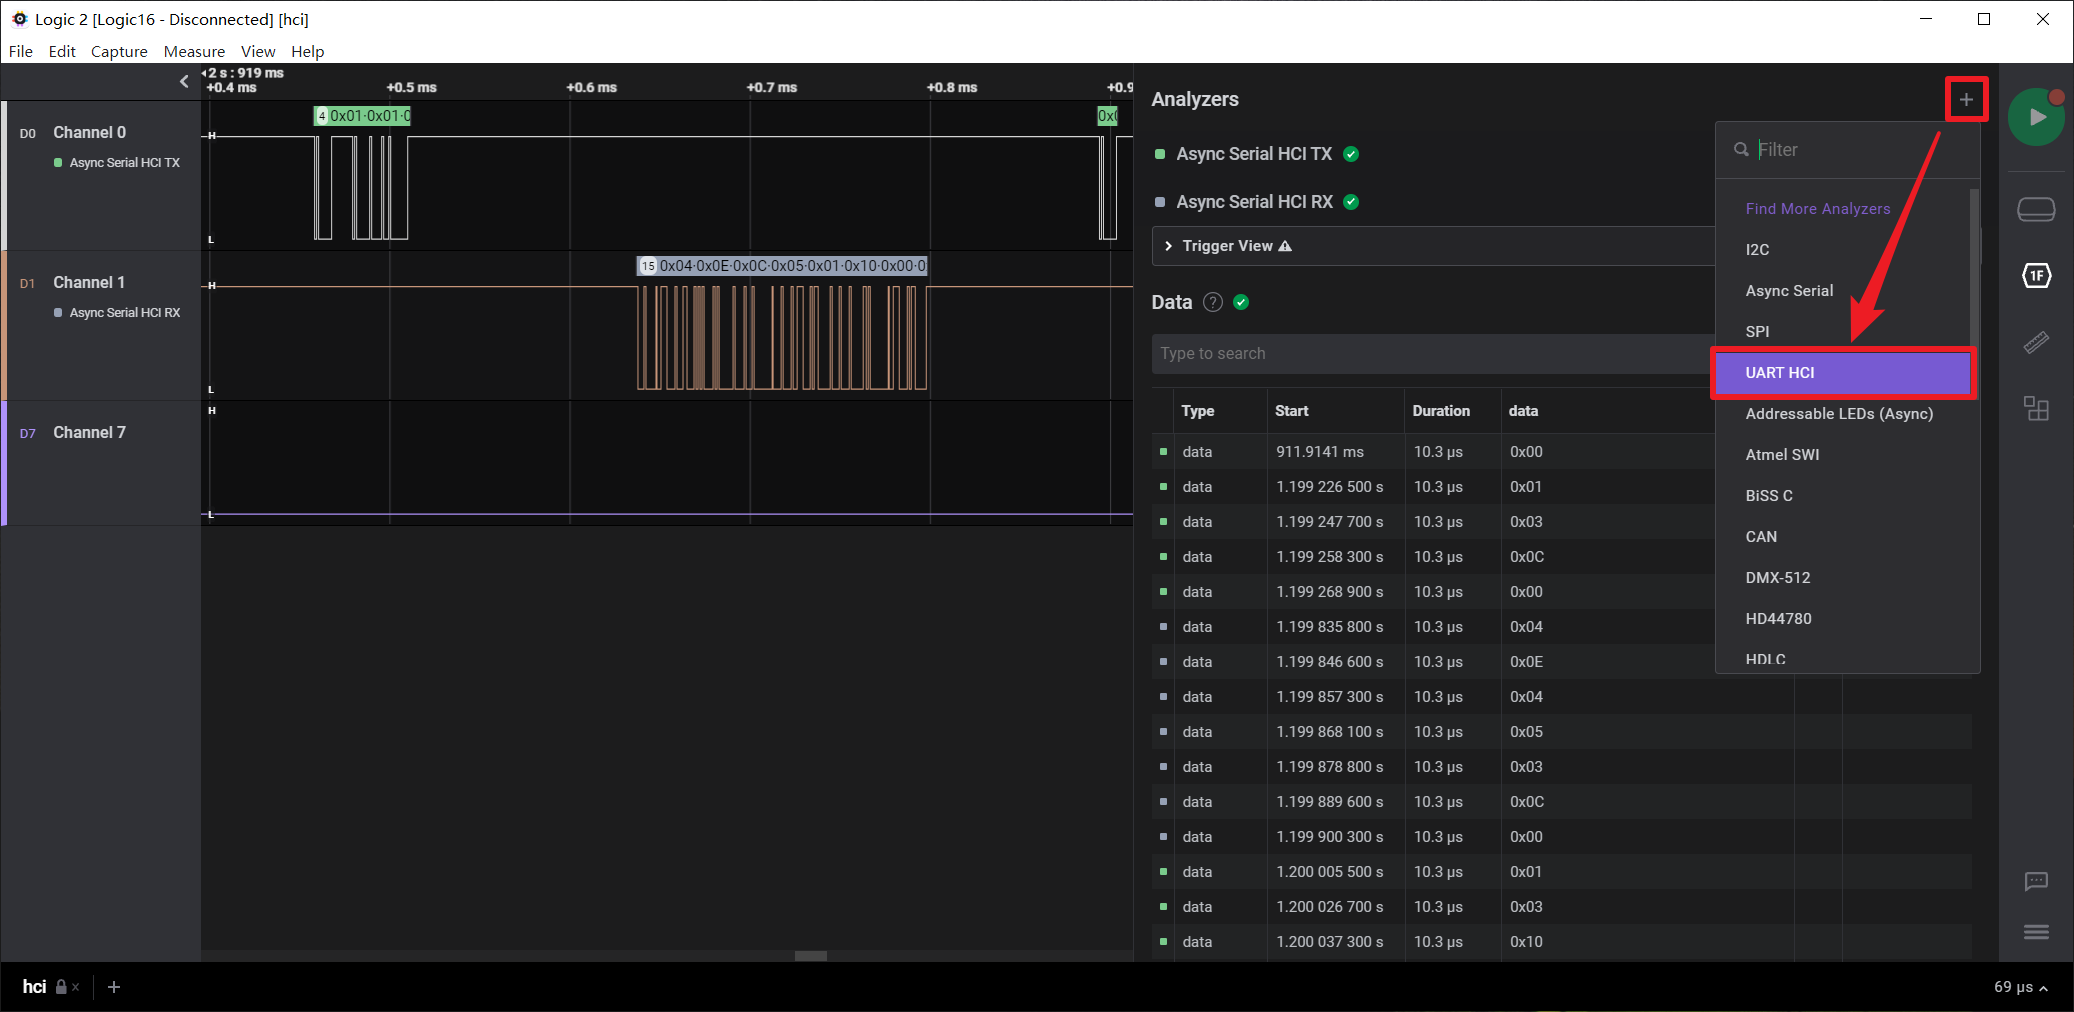 Logic 2 [Logic16 - Disconnected] [hci]
File Edit Capture Measure View Help
2 s : 919 ms
+0.4 ms +0.5 ms +0.6 ms +0.7 ms +0.8 ms +0.9
D0 Channel 0
Async Serial HCI TX
4 0x01·0x01·0
0x0
H
L
D1 Channel 1
Async Serial HCI RX
15 0x04·0x0E·0x0C·0x05·0x01·0x10·0x00·0
H
L
D7 Channel 7
H
L
Analyzers +
Async Serial HCI TX
Async Serial HCI RX
Trigger View
Data ?
Type to search
Type Start Duration data
data 911.9141 ms 10.3 μs 0x00
data 1.199 226 500 s 10.3 μs 0x01
data 1.199 247 700 s 10.3 μs 0x03
data 1.199 258 300 s 10.3 μs 0x0C
data 1.199 268 900 s 10.3 μs 0x00
data 1.199 835 800 s 10.3 μs 0x04
data 1.199 846 600 s 10.3 μs 0x0E
data 1.199 857 300 s 10.3 μs 0x04
data 1.199 868 100 s 10.3 μs 0x05
data 1.199 878 800 s 10.3 μs 0x03
data 1.199 889 600 s 10.3 μs 0x0C
data 1.199 900 300 s 10.3 μs 0x00
data 1.200 005 500 s 10.3 μs 0x01
data 1.200 026 700 s 10.3 μs 0x03
data 1.200 037 300 s 10.3 μs 0x10
Filter
Find More Analyzers
I2C
Async Serial
SPI
UART HCI
Addressable LEDs (Async)
Atmel SWI
BiSS C
CAN
DMX-512
HD44780
HDLC
1F
hci × +
69 μs